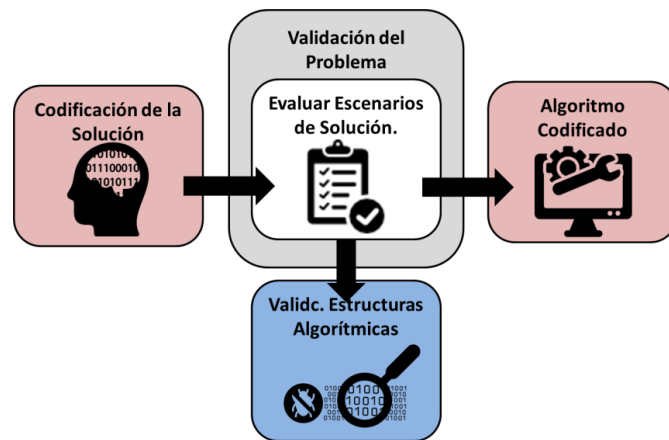 Validación del
Problema
Codificación de la
Solución
Evaluar Escenarios
de Solución.
Algoritmo
Codificado
Validc. Estructuras
Algorítmicas